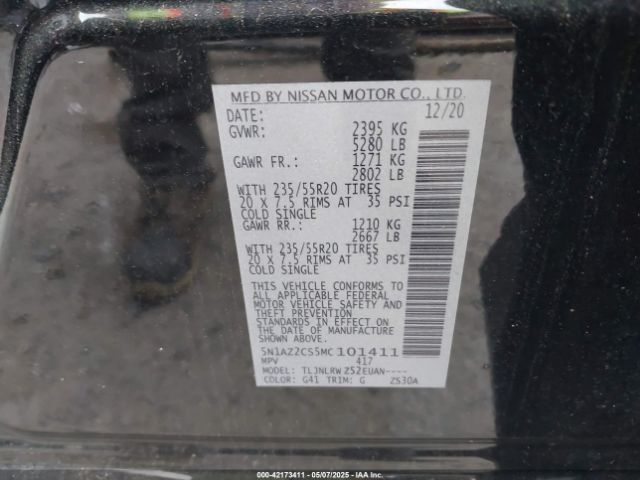 MFD BY NISSAN MOTOR CO., LTD.
DATE: 12/20
GVWR: 2395 KG
5280 LB
GAWR FR.: 1271 KG
2802 LB
WITH 235/55R20 TIRES
20 X 7.5 RIMS AT 35 PSI
COLD SINGLE
GAWR RR.: 1210 KG
2667 LB
WITH 235/55R20 TIRES
20 X 7.5 RIMS AT 35 PSI
COLD SINGLE
THIS VEHICLE CONFORMS TO
ALL APPLICABLE FEDERAL
MOTOR VEHICLE SAFETY AND
THEFT PREVENTION
STANDARDS IN EFFECT ON
THE DATE OF MANUFACTURE
SHOWN ABOVE.
5N1AZ2CS5MC101411
MPV 417
MODEL: TLJNLRW Z52EUAN----
COLOR: G41 TRIM: G ZS30A
000-42173411 - 05/07/2025 - IAA Inc.